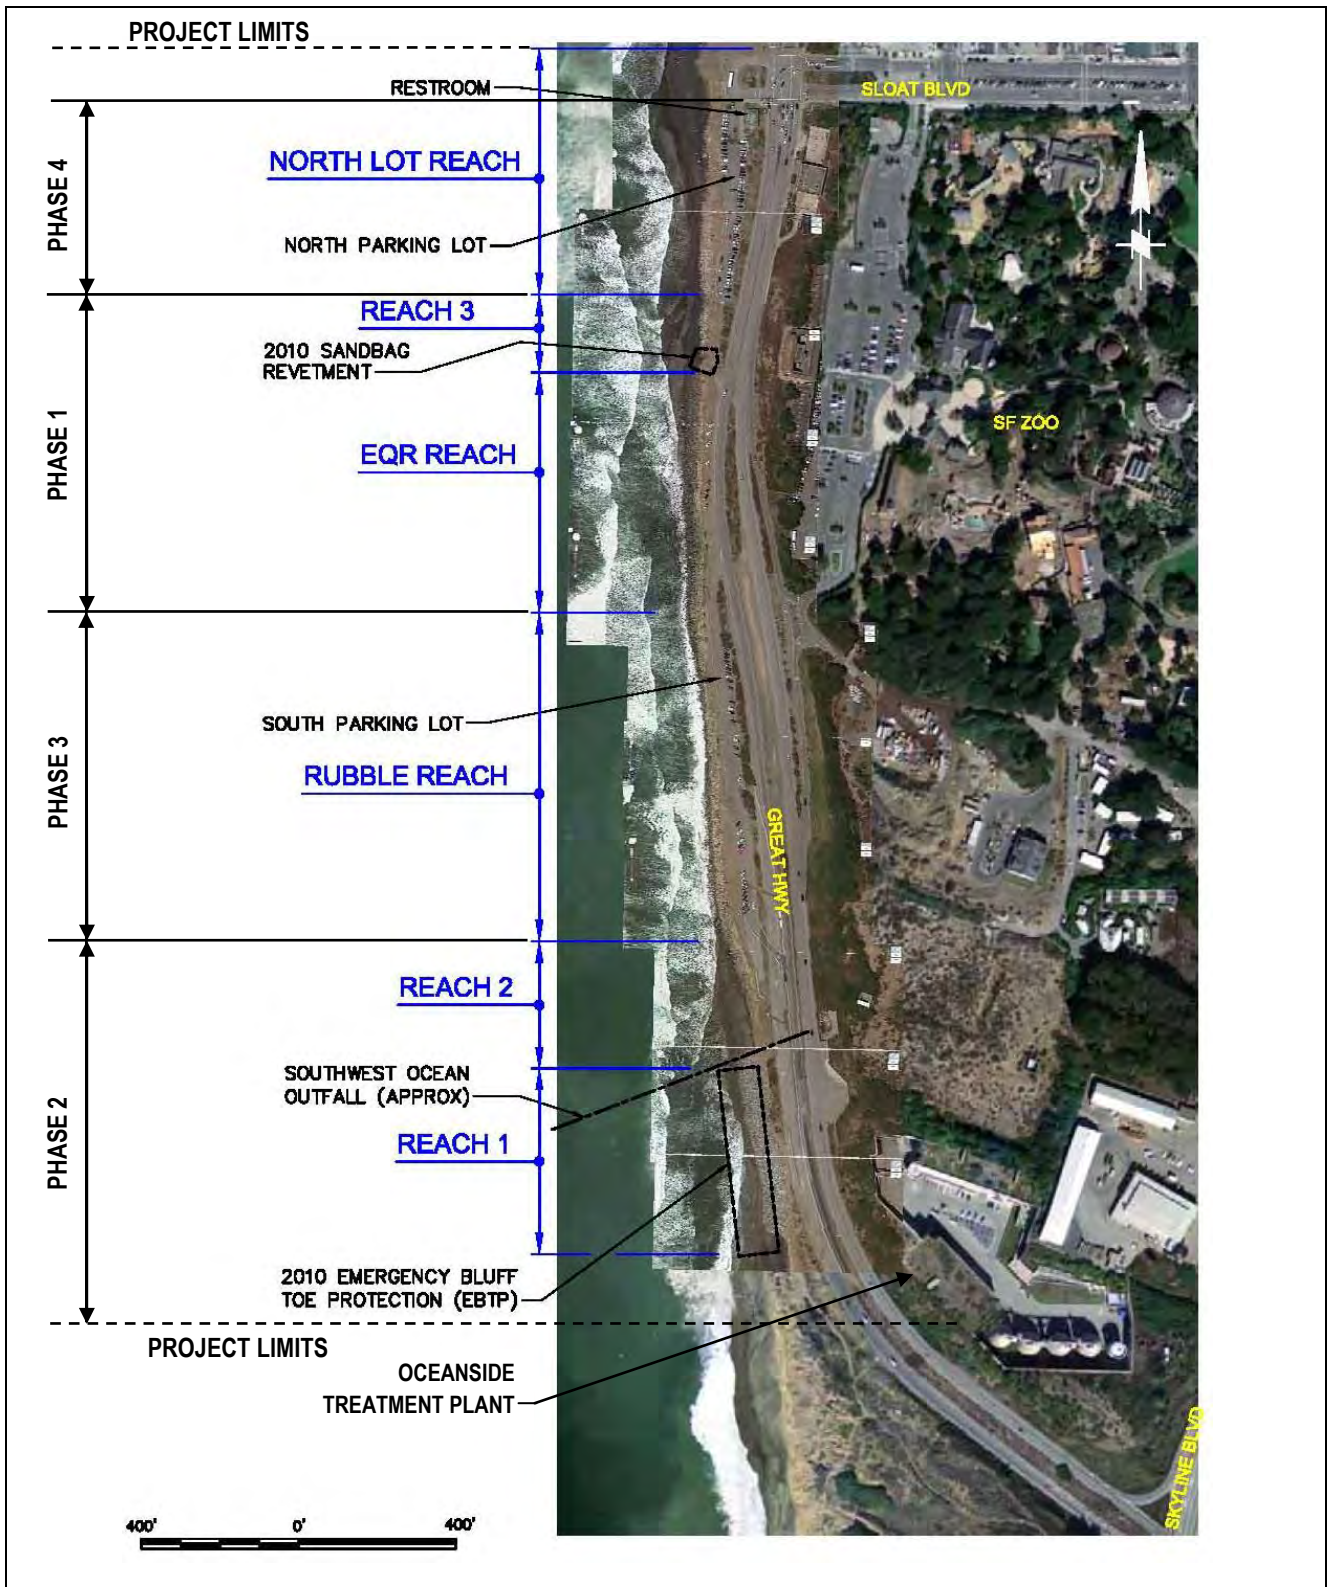 PROJECT LIMITS
RESTROOM
SLOAT BLVD
PHASE 4
NORTH LOT REACH
NORTH PARKING LOT
REACH 3
2010 SANDBAG
REVETMENT
PHASE 1
SF ZOO
EQR REACH
SOUTH PARKING LOT
PHASE 3
RUBBLE REACH
GREAT HWY
REACH 2
SOUTHWEST OCEAN
OUTFALL (APPROX)
PHASE 2
REACH 1
2010 EMERGENCY BLUFF
TOE PROTECTION (EBTP)
PROJECT LIMITS
OCEANSIDE
TREATMENT PLANT
SKYLINE BLVD
400' 0' 400'